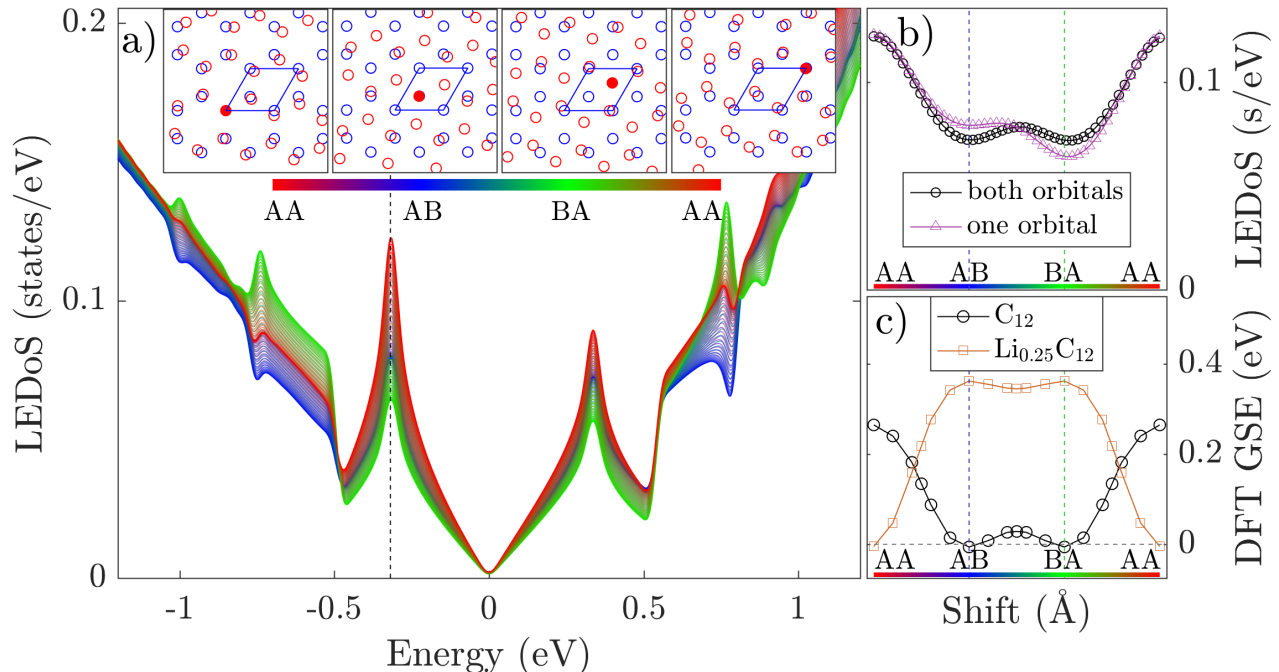 a)
0.2
0.1
0
LEDoS (states/eV)
AA AB BA AA
-1 -0.5 0 0.5 1
Energy (eV)
b)
both orbitals
one orbital
AA AB BA AA
0.1
0
LEDoS (s/eV)
c)
C12
Li0.25C12
AA AB BA AA
0.4
0.2
0
DFT GSE (eV)
Shift (Å)